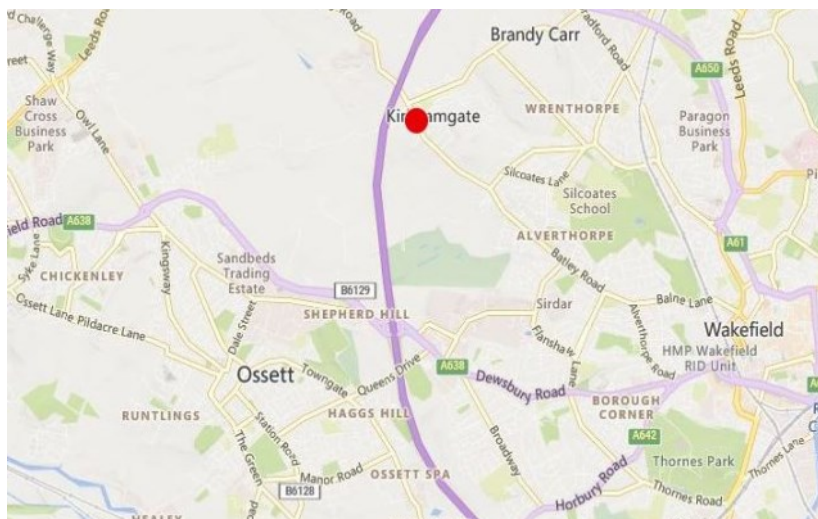 Brandy Carr
Leeds Road
A650
Shaw
Cross
Business
Park
Owl Lane
WRENTHORPE
Paragon
Business
Park
Silcoates Lane
Silcoates
School
A638
Syke Lane
CHICKENLEY
Kingsway
Sandbeds
Trading
Estate
ALVERTHORPE
A61
Batley Road
B6129
Ossett Lane
Pildacre Lane
Dale Street
SHEPHERD HILL
Sirdar
Balne Lane
Flanshaw Lane
Alverthorpe Road
Wakefield
HMP Wakefield
RID Unit
Ossett
Towngate
Queens Drive
A638
Dewsbury Road
RUNTLINGS
HAGGS HILL
BOROUGH
CORNER
Station Road
The Green
Broadway
A642
Manor Road
OSSETT SPA
Thornes Park
Thornes Lane
B6128
Horbury Road
Thornes Road